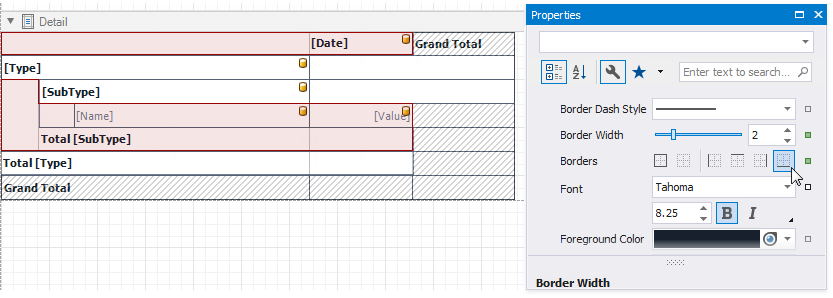 Detail
[Date] Grand Total
[Type]
[SubType]
[Name] [Value]
Total [SubType]
Total [Type]
Grand Total
Properties
Enter text to search...
Border Dash Style
Border Width 2
Borders
Font Tahoma
8.25 B I
Foreground Color
Border Width